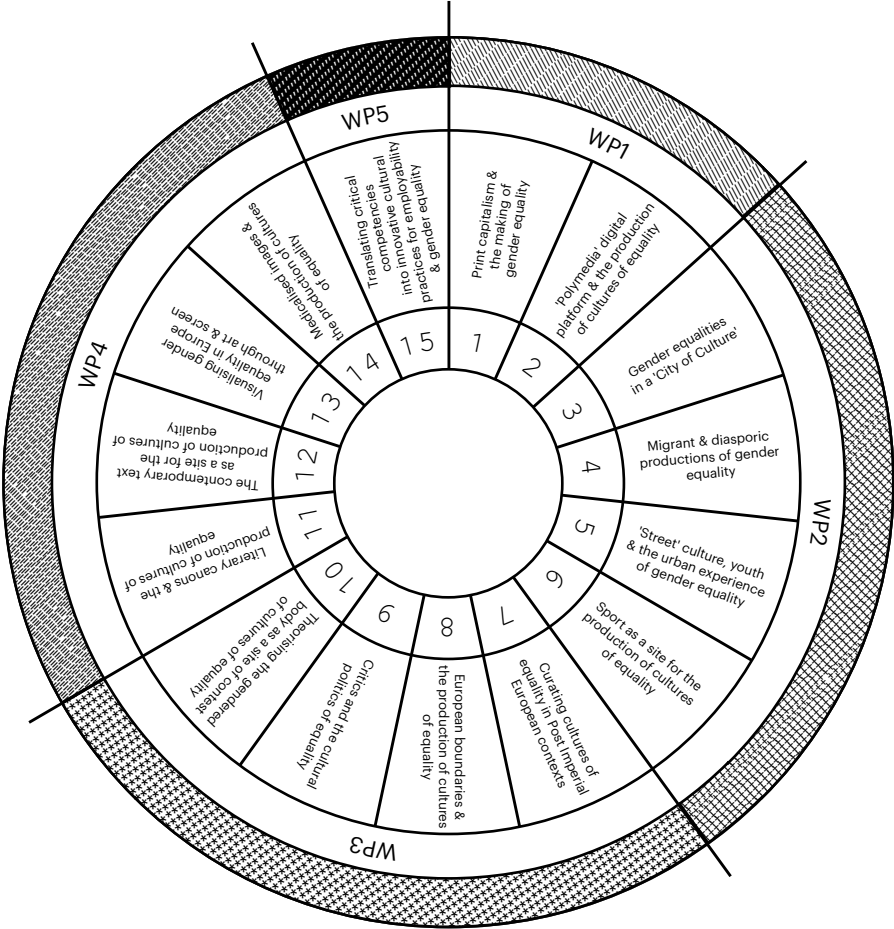 WP1
Print capitalism &
the making of
gender equality
1
'Polymedia' digital
platform & the production
of cultures of equality
2
WP2
Gender equalities
in a 'City of Culture'
3
Migrant & diasporic
productions of gender
equality
4
'Street' culture, youth
& the urban experience
of gender equality
5
Sport as a site for the
production of cultures
of equality
6
WP3
Curating cultures of
equality in Post Imperial
European contexts
7
European boundaries &
the production of cultures
of equality
8
Critics and the cultural
politics of equality
9
Theorising the gendered
body as a site of contest
of cultures of equality
10
WP4
Literary canons & the
production of cultures of
equality
11
The contemporary text
as a site for the
production of cultures of
equality
12
Visualising gender
equality in Europe
through art & screen
13
Medicalised images &
the production of cultures
of equality
14
WP5
Translating critical
competencies
into innovative cultural
practices for employability
& gender equality
15